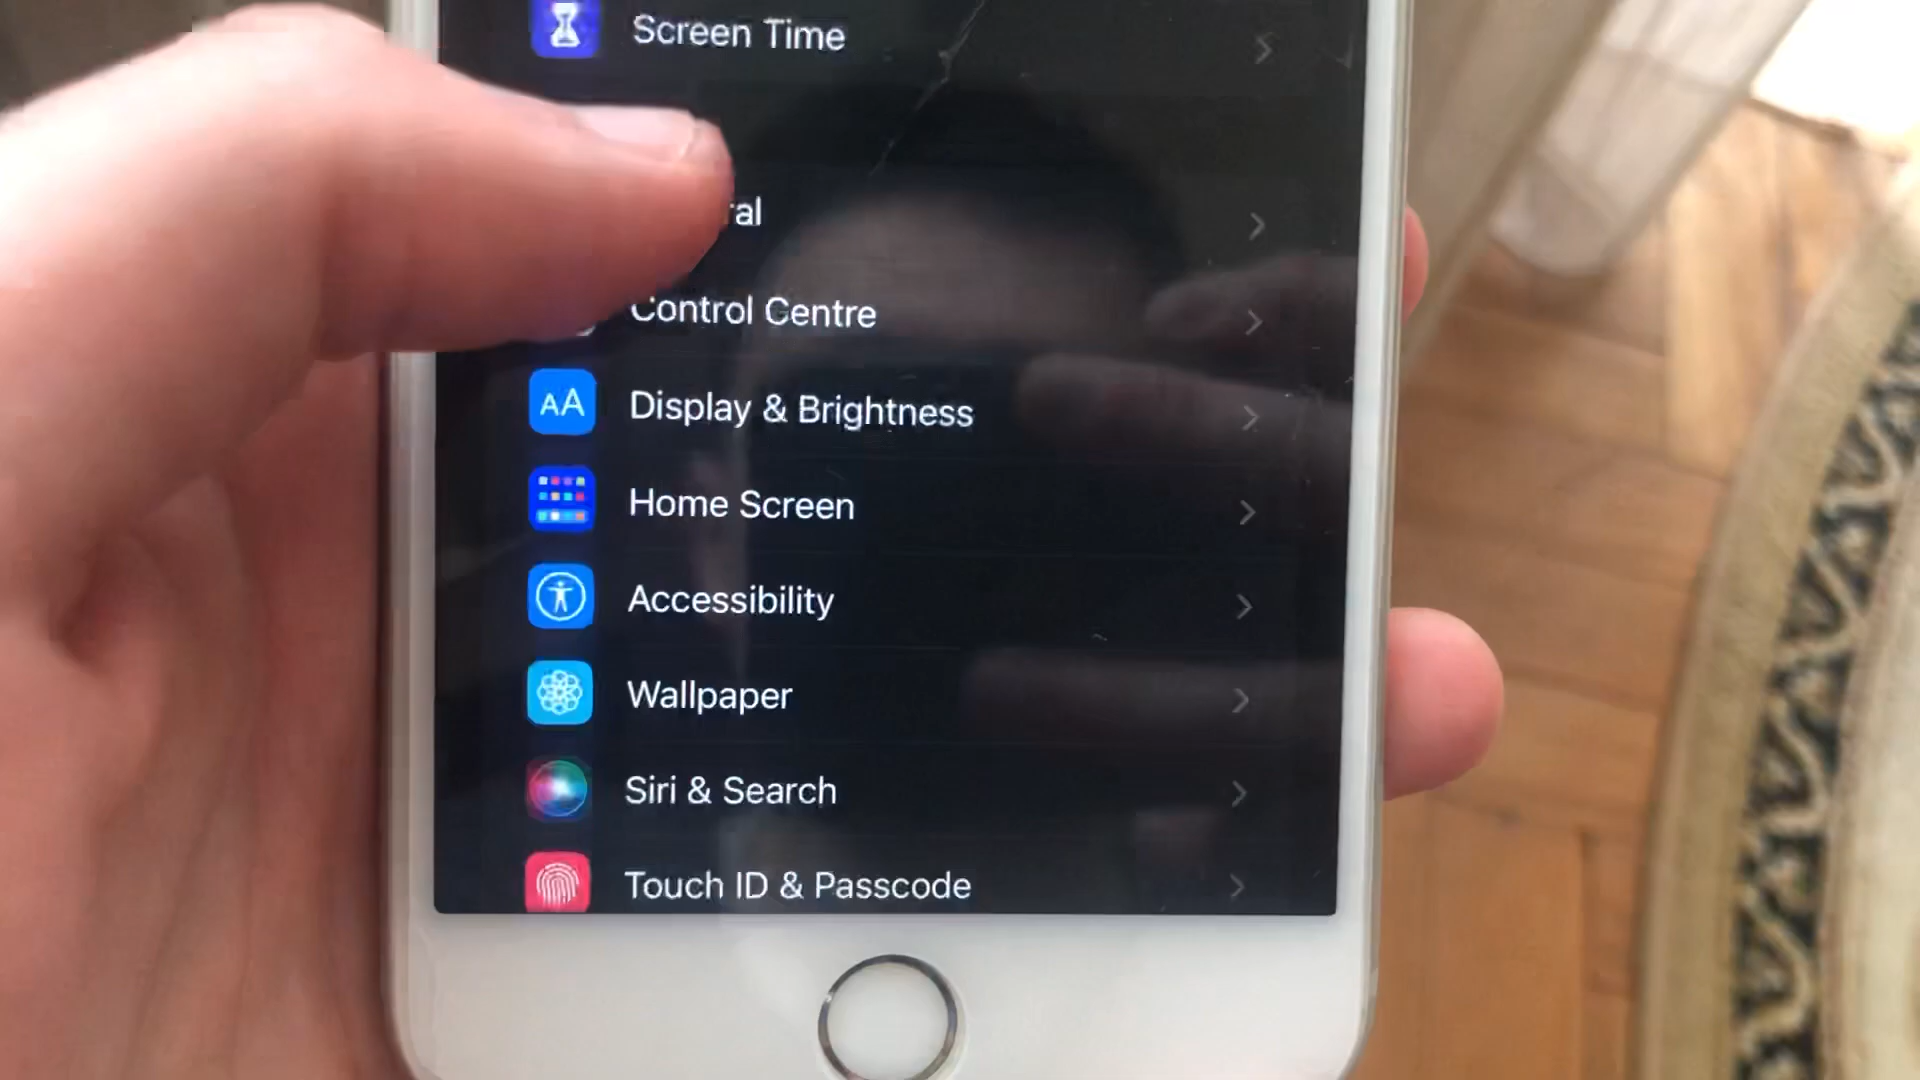 Screen Time
ral
Control Centre
AA
Display & Brightness
Home Screen
Accessibility
Wallpaper
Siri & Search
Touch ID & Passcode